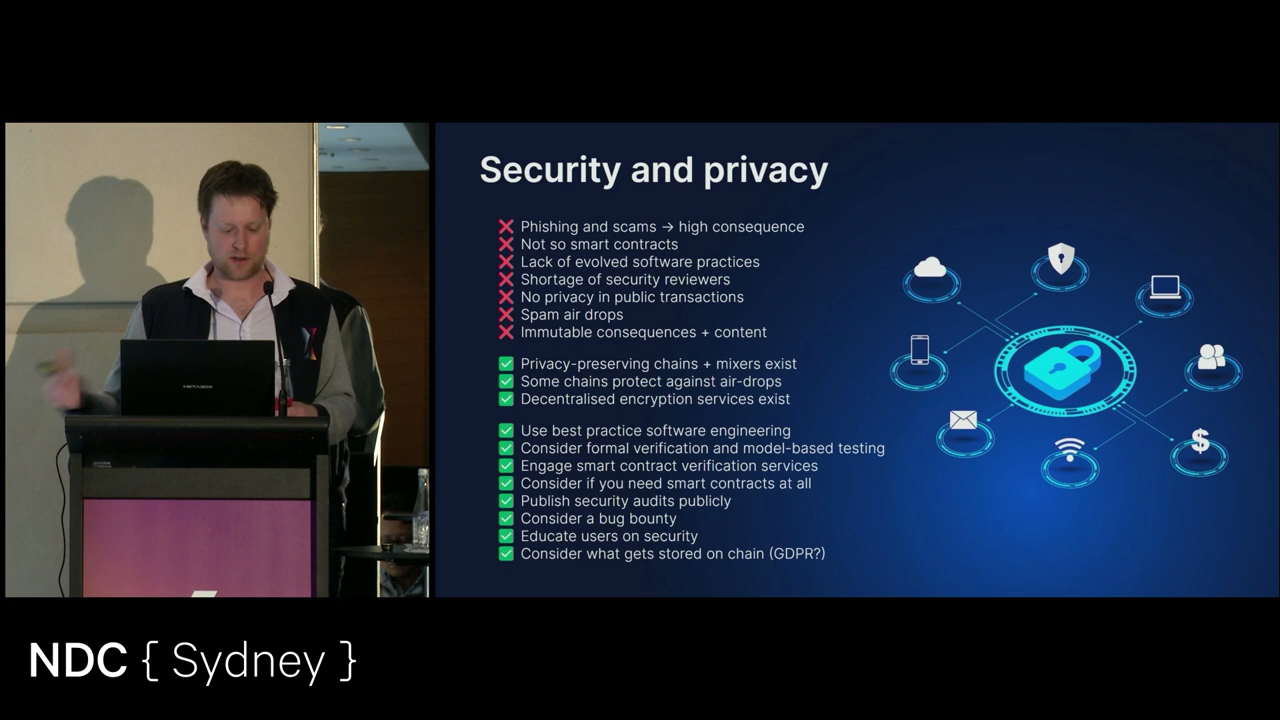 Security and privacy
❌ Phishing and scams → high consequence
❌ Not so smart contracts
❌ Lack of evolved software practices
❌ Shortage of security reviewers
❌ No privacy in public transactions
❌ Spam air drops
❌ Immutable consequences + content
✅ Privacy-preserving chains + mixers exist
✅ Some chains protect against air-drops
✅ Decentralised encryption services exist
✅ Use best practice software engineering
✅ Consider formal verification and model-based testing
✅ Engage smart contract verification services
✅ Consider if you need smart contracts at all
✅ Publish security audits publicly
✅ Consider a bug bounty
✅ Educate users on security
✅ Consider what gets stored on chain (GDPR?)
$
METABOX
NDC { Sydney }